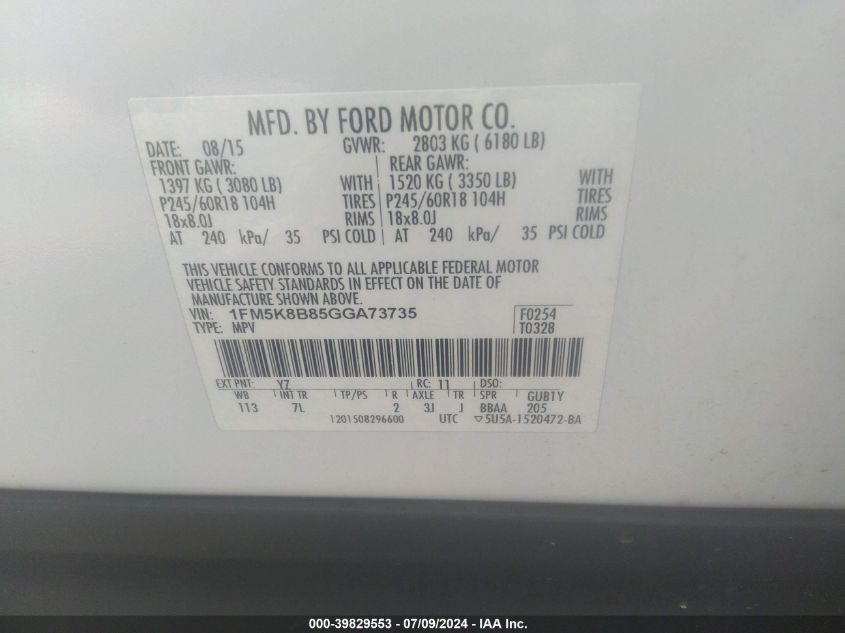 MFD. BY FORD MOTOR CO.
DATE: 08/15 GVWR: 2803 KG ( 6180 LB)
FRONT GAWR: REAR GAWR:
1397 KG ( 3080 LB) WITH 1520 KG ( 3350 LB) WITH
P245/60R18 104H TIRES P245/60R18 104H TIRES
18x8.0J RIMS 18x8.0J RIMS
AT 240 kPa/ 35 PSI COLD AT 240 kPa/ 35 PSI COLD
THIS VEHICLE CONFORMS TO ALL APPLICABLE FEDERAL MOTOR
VEHICLE SAFETY STANDARDS IN EFFECT ON THE DATE OF
MANUFACTURE SHOWN ABOVE.
VIN: 1FM5K8B85GGA73735 F0254
TYPE: MPV T0328
EXT PNT: YZ RC: 11 DSO:
WB INT TR TP/PS R AXLE TR SPR GUB1Y
113 7L 2 3J J BBAA 205
1201508296600 UTC ▽5U5A-1520472-BA
000-39829553 - 07/09/2024 - IAA Inc.